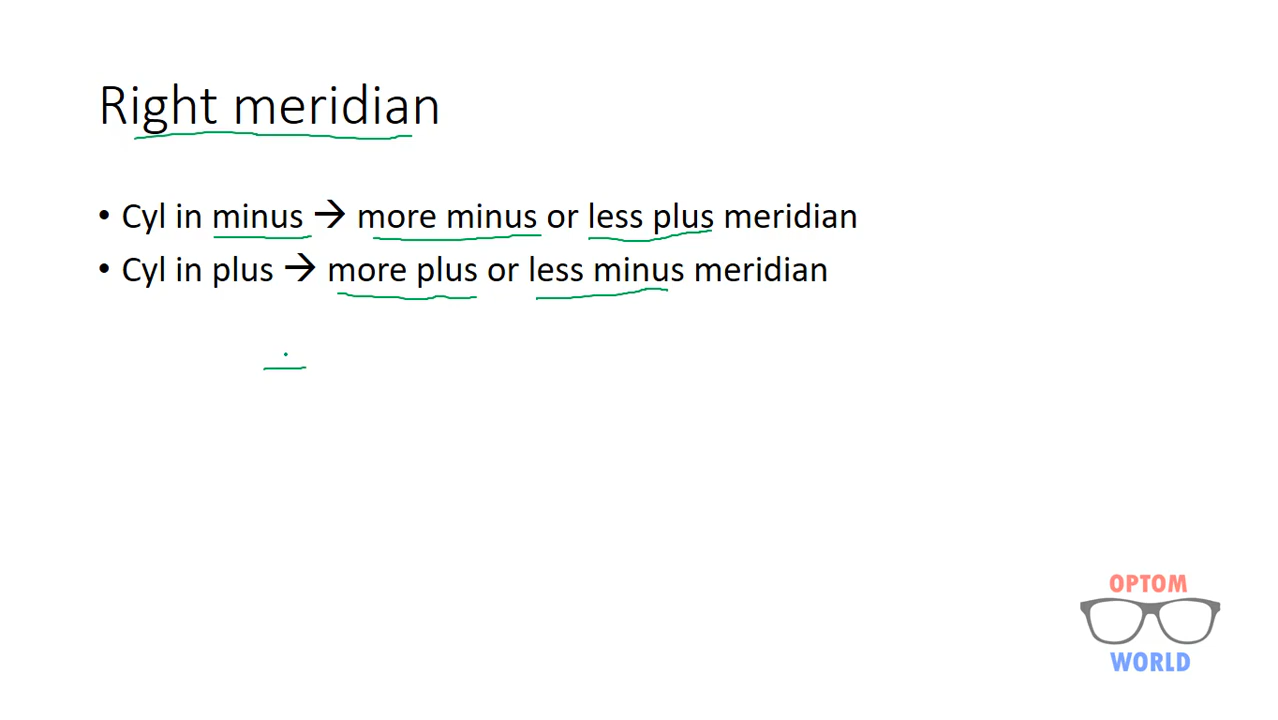 Right meridian
• Cyl in minus → more minus or less plus meridian
• Cyl in plus → more plus or less minus meridian
OPTOM
WORLD